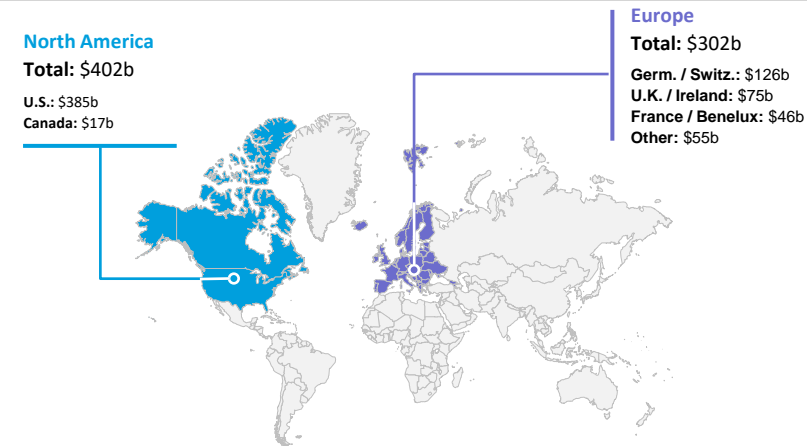 North America
Total: $402b
U.S.: $385b
Canada: $17b
Europe
Total: $302b
Germ. / Switz.: $126b
U.K. / Ireland: $75b
France / Benelux: $46b
Other: $55b